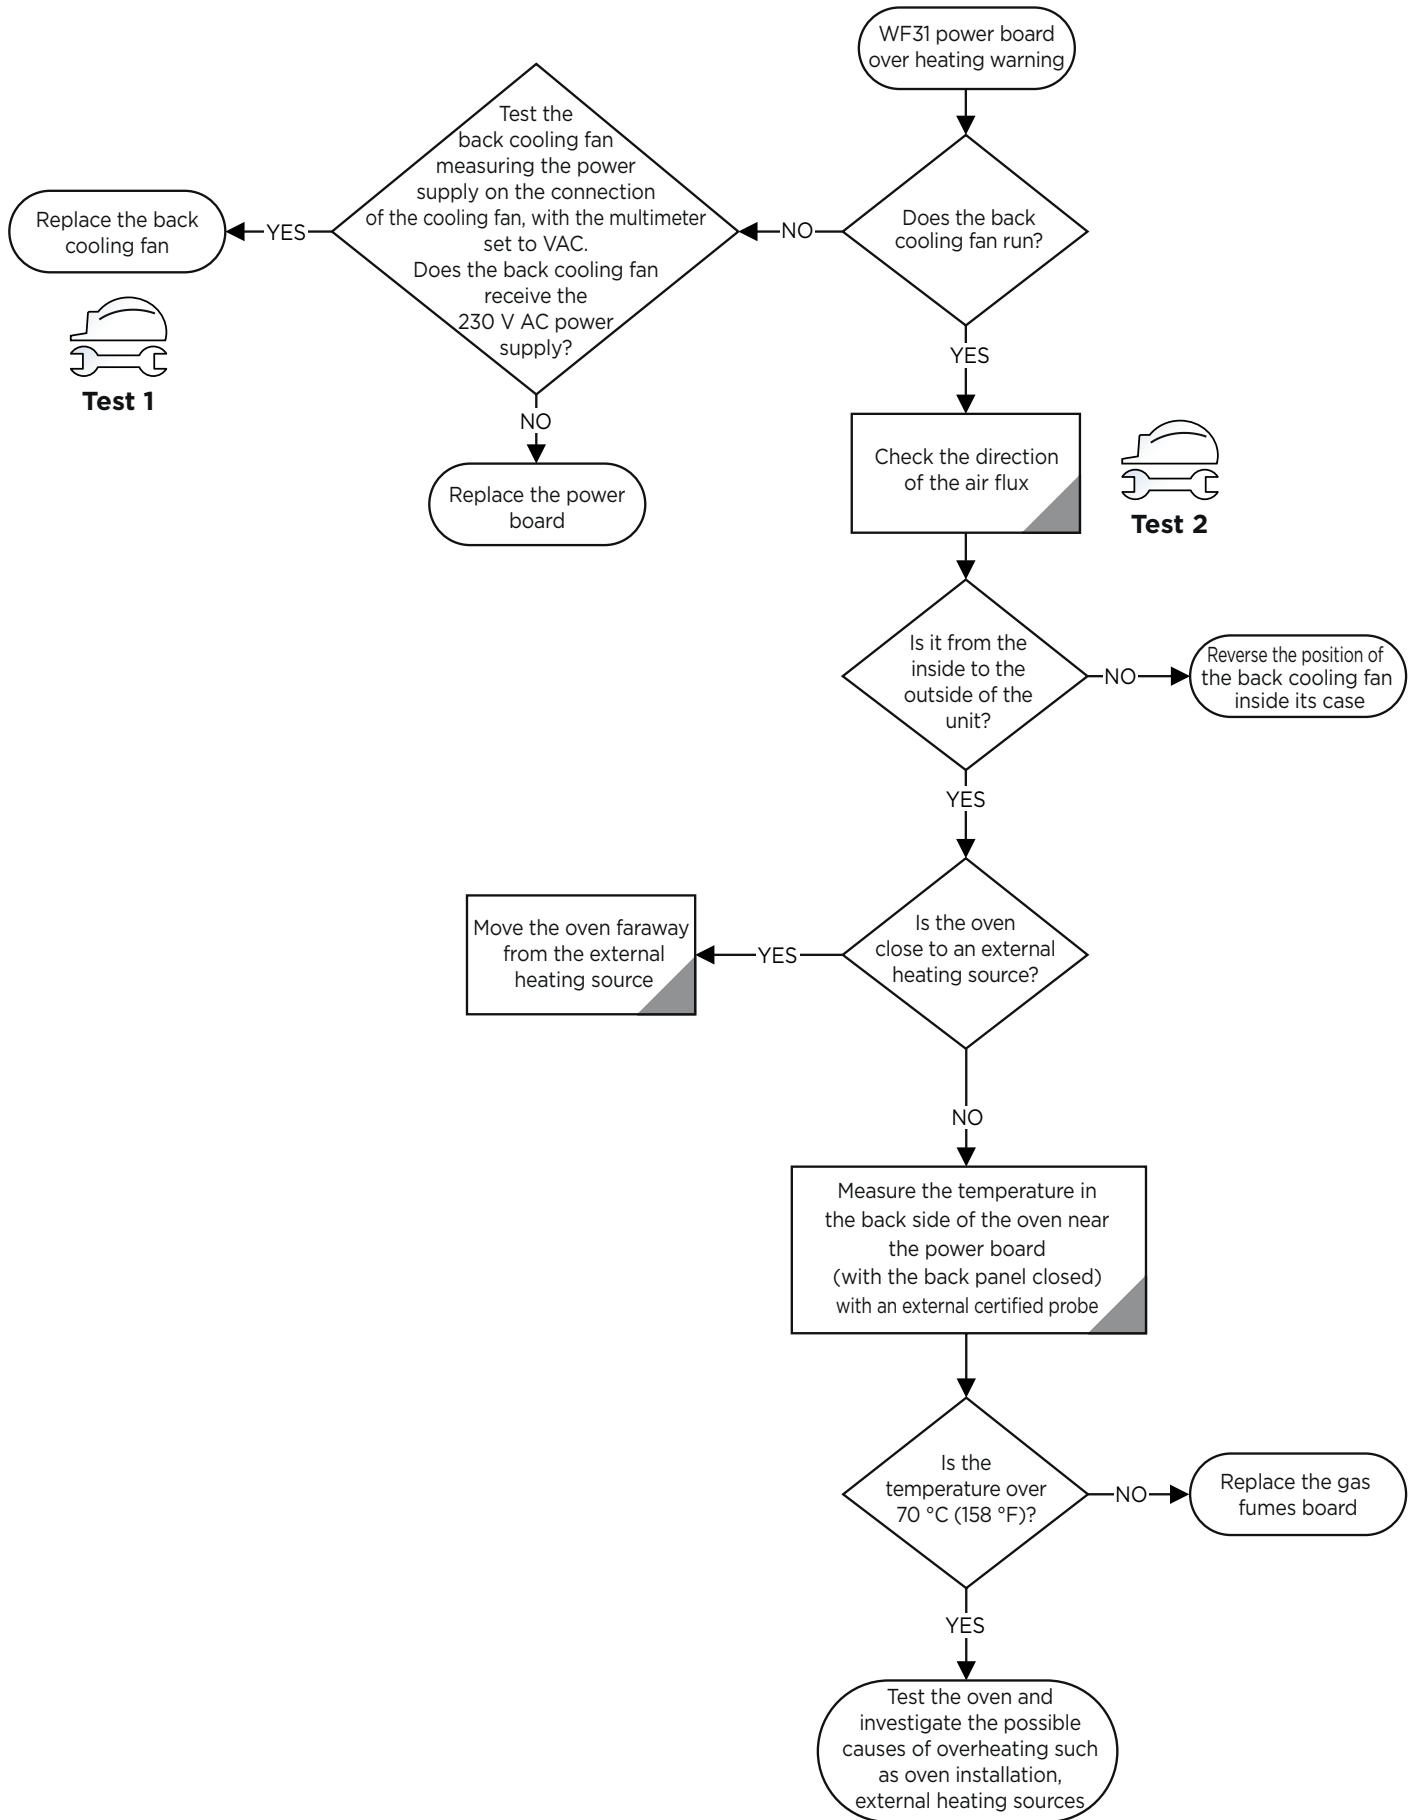 WF31 power board
over heating warning
Does the back
cooling fan run?
NO
Test the
back cooling fan
measuring the power
supply on the connection
of the cooling fan, with the multimeter
set to VAC.
Does the back cooling fan
receive the
230 V AC power
supply?
YES
Replace the back
cooling fan
Test 1
NO
Replace the power
board
YES
Check the direction
of the air flux
Test 2
Is it from the
inside to the
outside of the
unit?
NO
Reverse the position of
the back cooling fan
inside its case
YES
Is the oven
close to an external
heating source?
YES
Move the oven faraway
from the external
heating source
NO
Measure the temperature in
the back side of the oven near
the power board
(with the back panel closed)
with an external certified probe
Is the
temperature over
70 °C (158 °F)?
NO
Replace the gas
fumes board
YES
Test the oven and
investigate the possible
causes of overheating such
as oven installation,
external heating sources